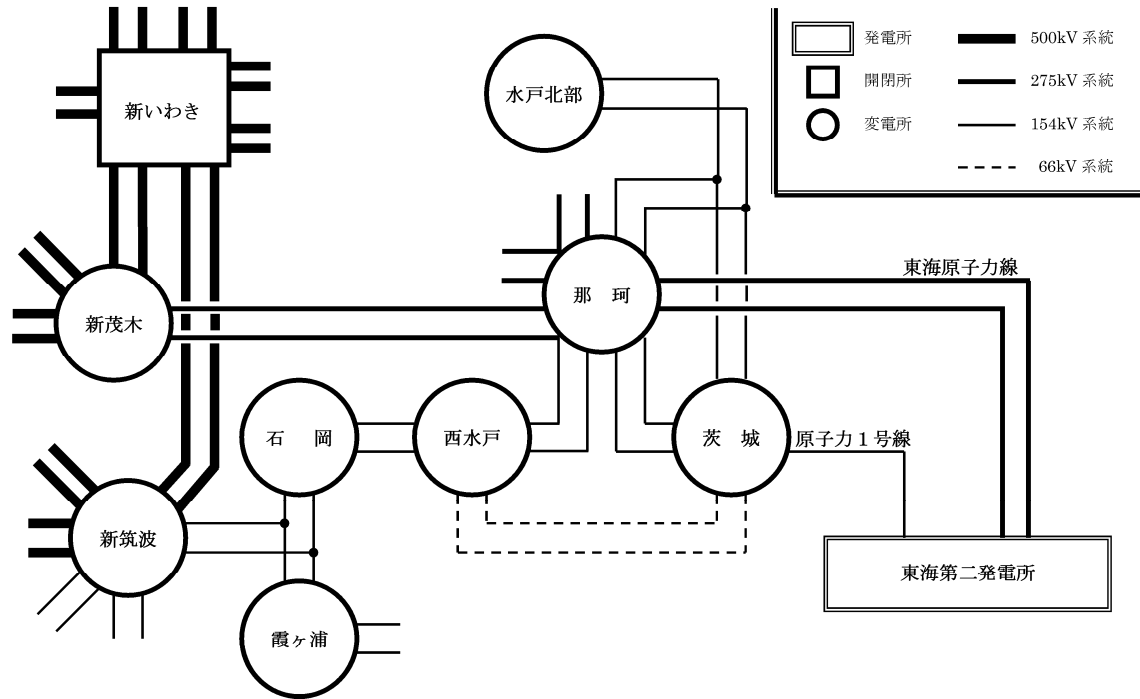 発電所
500kV 系統
開閉所
275kV 系統
変電所
154kV 系統
66kV 系統
新いわき
水戸北部
東海原子力線
那 珂
新茂木
石 岡
西水戸
茨 城
原子力1号線
新筑波
東海第二発電所
霞ヶ浦